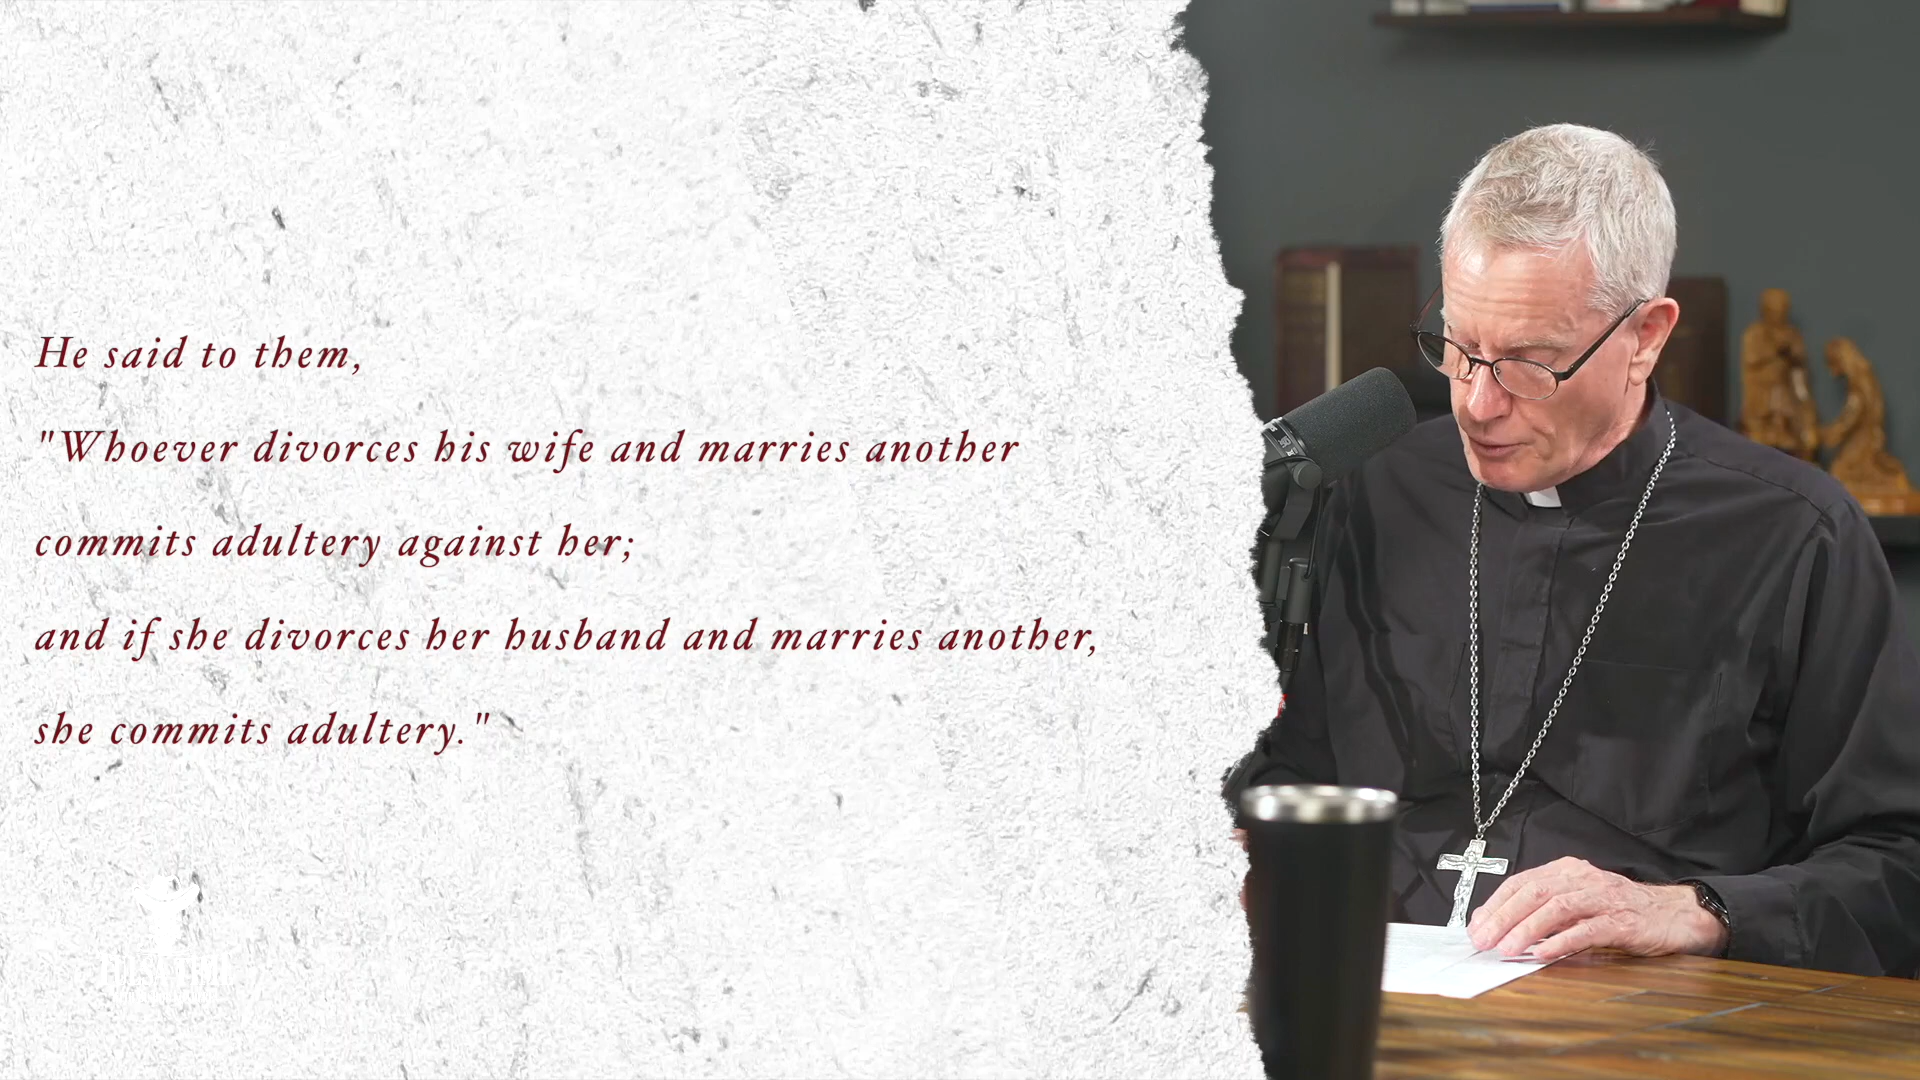 He said to them,
"Whoever divorces his wife and marries another
commits adultery against her;
and if she divorces her husband and marries another,
she commits adultery."